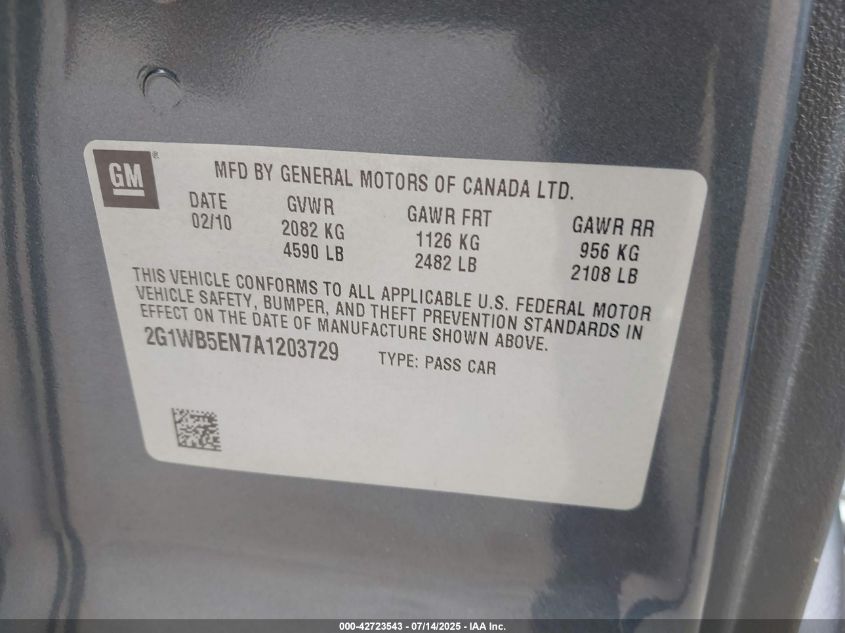 GM®
MFD BY GENERAL MOTORS OF CANADA LTD.
DATE GVWR GAWR FRT GAWR RR
02/10 2082 KG 1126 KG 956 KG
4590 LB 2482 LB 2108 LB
THIS VEHICLE CONFORMS TO ALL APPLICABLE U.S. FEDERAL MOTOR
VEHICLE SAFETY, BUMPER, AND THEFT PREVENTION STANDARDS IN
EFFECT ON THE DATE OF MANUFACTURE SHOWN ABOVE.
2G1WB5EN7A1203729 TYPE: PASS CAR
000-42723543 - 07/14/2025 - IAA Inc.